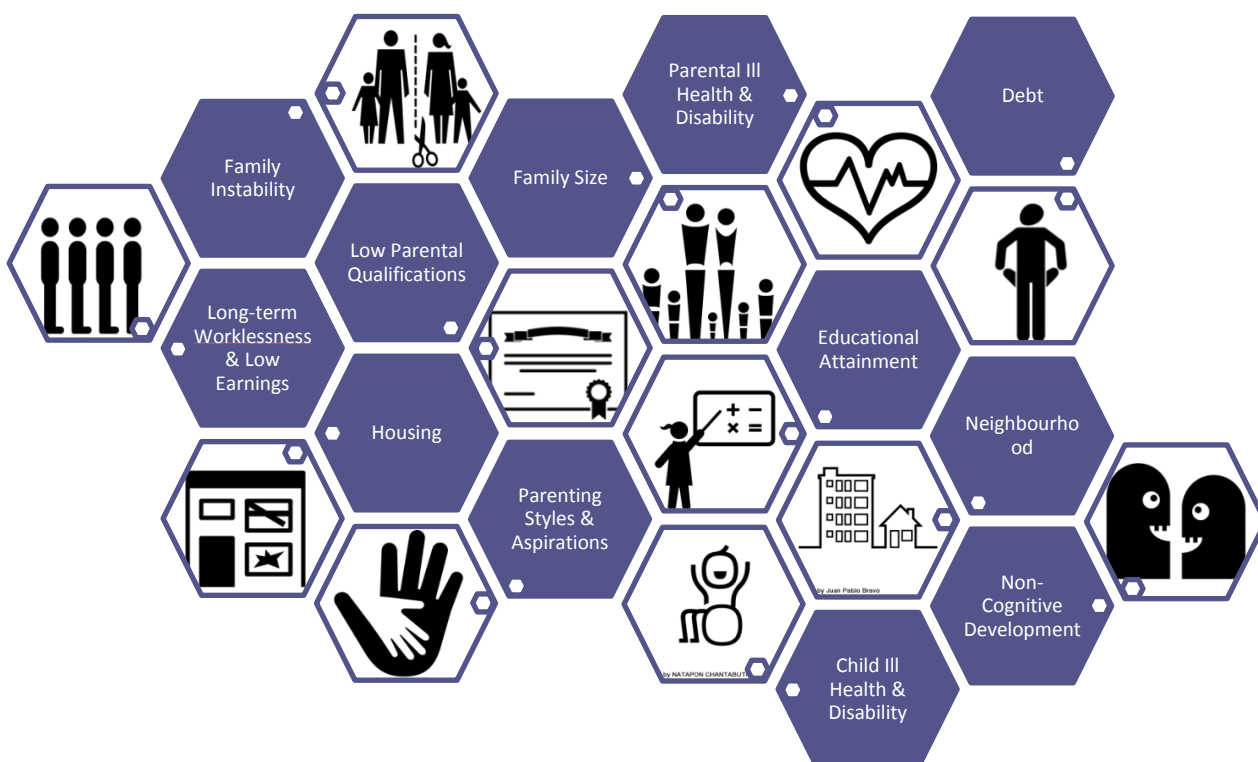 Parental Ill
Health &
Disability
Debt
Family
Instability
Family Size
Low Parental
Qualifications
Long-term
Worklessness
& Low
Earnings
Educational
Attainment
Housing
Neighbourho
od
Parenting
Styles &
Aspirations
by Juan Pablo Bravo
Non-
Cognitive
Development
by NATAPON CHANTABUT
Child Ill
Health &
Disability